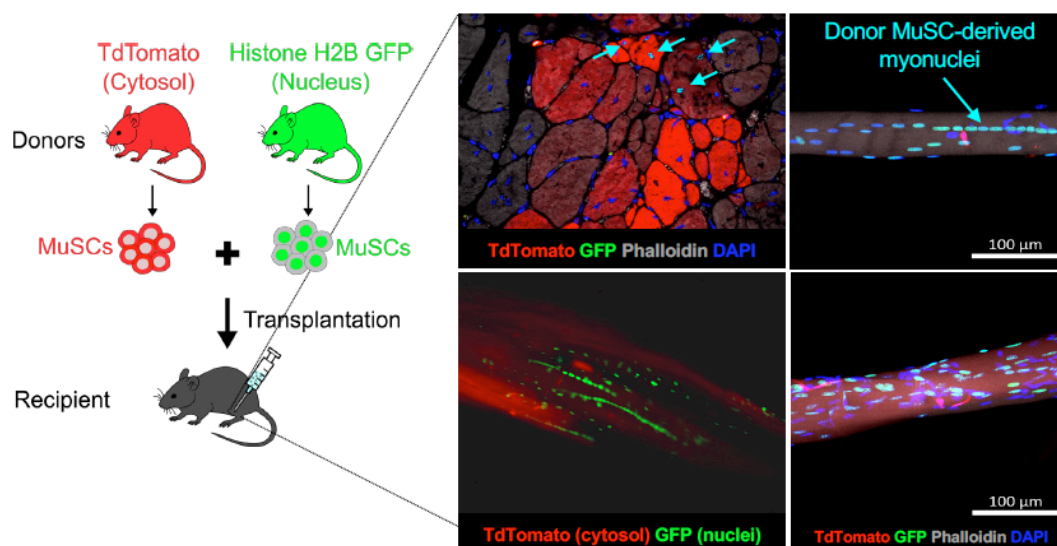 TdTomato
(Cytosol)
Histone H2B GFP
(Nucleus)
Donors
MuSCs
+
MuSCs
Transplantation
Recipient
TdTomato GFP Phalloidin DAPI
Donor MuSC-derived
myonuclei
100 µm
TdTomato (cytosol) GFP (nuclei)
100 µm
TdTomato GFP Phalloidin DAPI